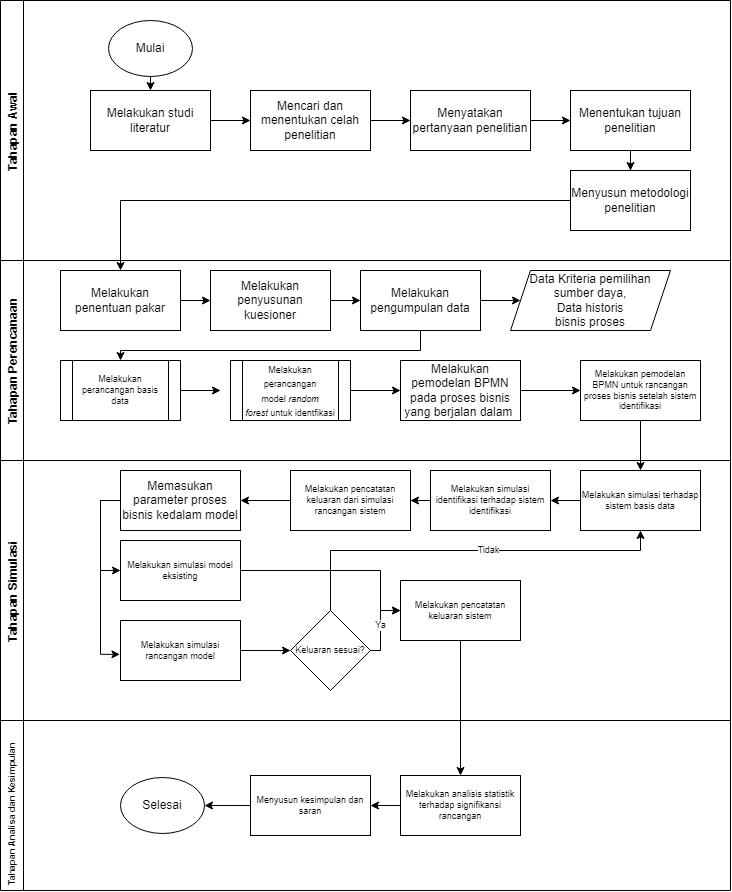 Tahapan Awal
Mulai
Melakukan studi
literatur
Mencari dan
menentukan celah
penelitian
Menyatakan
pertanyaan penelitian
Menentukan tujuan
penelitian
Menyusun metodologi
penelitian
Tahapan Perencanaan
Melakukan
penentuan pakar
Melakukan
penyusunan
kuesioner
Melakukan
pengumpulan data
Data Kriteria pemilihan
sumber daya,
Data historis
bisnis proses
Melakukan
perancangan basis
data
Melakukan
perancangan
model random
forest untuk identfikasi
Melakukan
pemodelan BPMN
pada proses bisnis
yang berjalan dalam
Melakukan pemodelan
BPMN untuk rancangan
proses bisnis setelah sistem
identifikasi
Tahapan Simulasi
Melakukan simulasi terhadap
sistem basis data
Melakukan simulasi
identifikasi terhadap sistem
identifikasi
Melakukan pencatatan
keluaran dari simulasi
rancangan sistem
Memasukan
parameter proses
bisnis kedalam model
Melakukan simulasi model
eksisting
Melakukan simulasi
rancangan model
Keluaran sesuai?
Tidak
Ya
Melakukan pencatatan
keluaran sistem
Tahapan Analisa dan Kesimpulan
Melakukan analisis statistik
terhadap signifikansi
rancangan
Menyusun kesimpulan dan
saran
Selesai